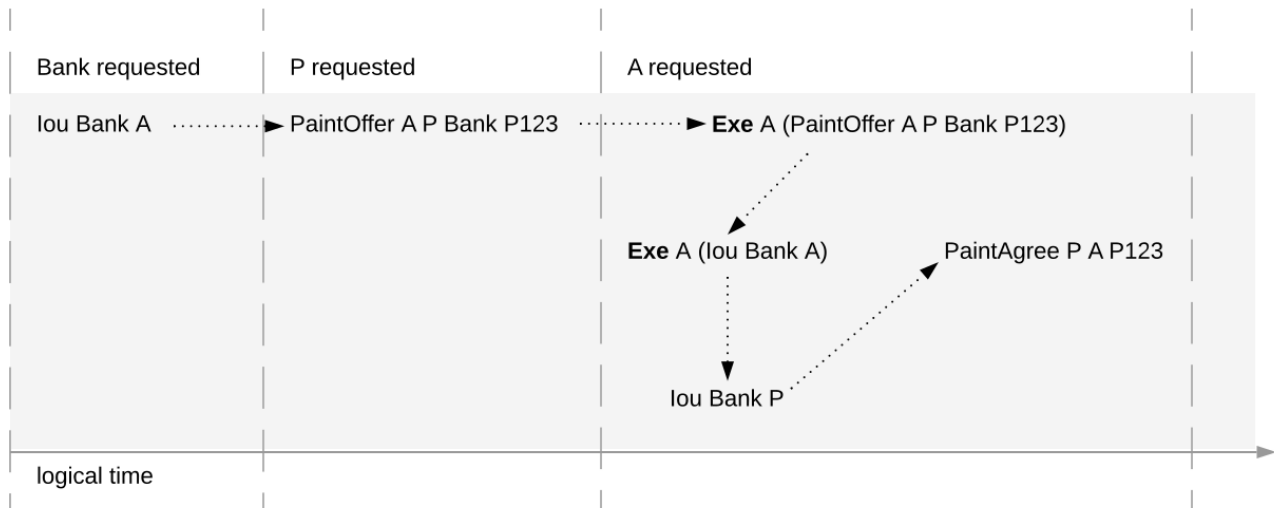 Bank requested
P requested
A requested
Iou Bank A
PaintOffer A P Bank P123
Exe A (PaintOffer A P Bank P123)
Exe A (Iou Bank A)
PaintAgree P A P123
Iou Bank P
logical time